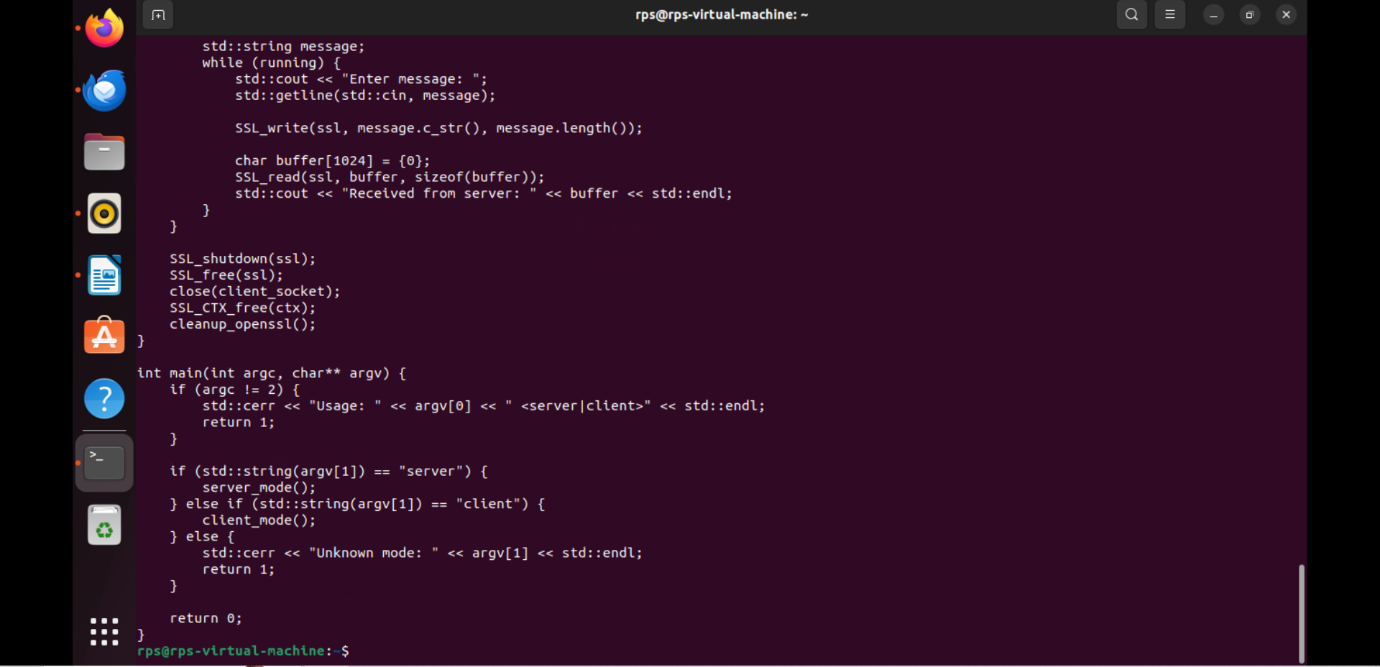 rps@rps-virtual-machine: ~
        std::string message;
        while (running) {
            std::cout << "Enter message: ";
            std::getline(std::cin, message);

            SSL_write(ssl, message.c_str(), message.length());

            char buffer[1024] = {0};
            SSL_read(ssl, buffer, sizeof(buffer));
            std::cout << "Received from server: " << buffer << std::endl;
        }
    }

    SSL_shutdown(ssl);
    SSL_free(ssl);
    close(client_socket);
    SSL_CTX_free(ctx);
    cleanup_openssl();
}

int main(int argc, char** argv) {
    if (argc != 2) {
        std::cerr << "Usage: " << argv[0] << " <server|client>" << std::endl;
        return 1;
    }

    if (std::string(argv[1]) == "server") {
        server_mode();
    } else if (std::string(argv[1]) == "client") {
        client_mode();
    } else {
        std::cerr << "Unknown mode: " << argv[1] << std::endl;
        return 1;
    }

    return 0;
}
rps@rps-virtual-machine:~$